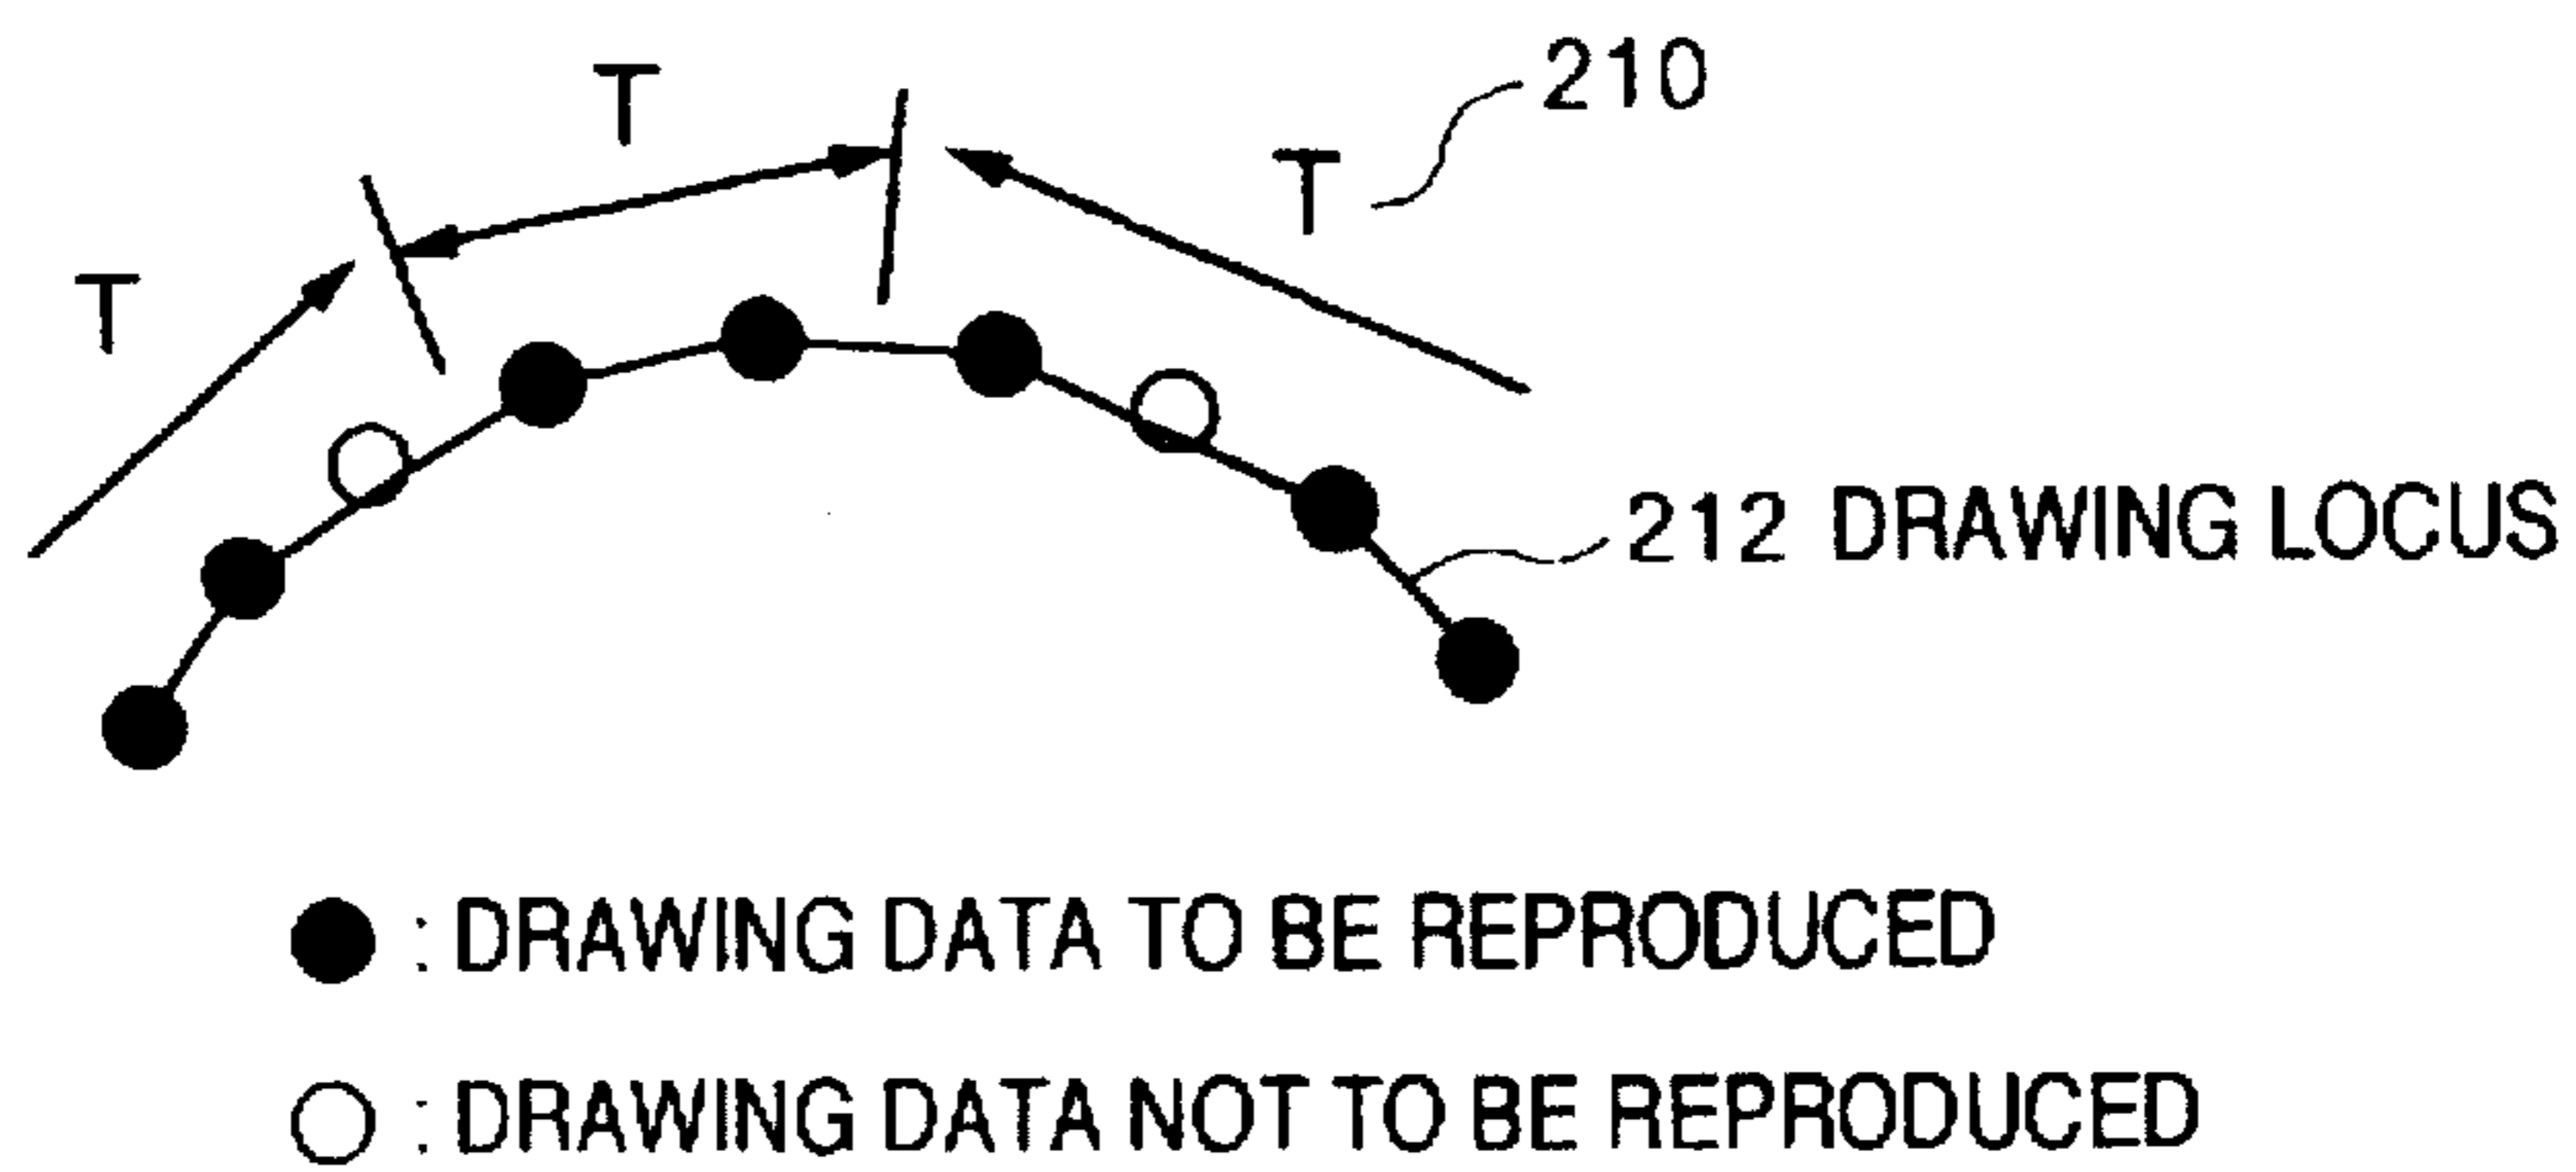 T
T
T
210
212 DRAWING LOCUS
: DRAWING DATA TO BE REPRODUCED
: DRAWING DATA NOT TO BE REPRODUCED